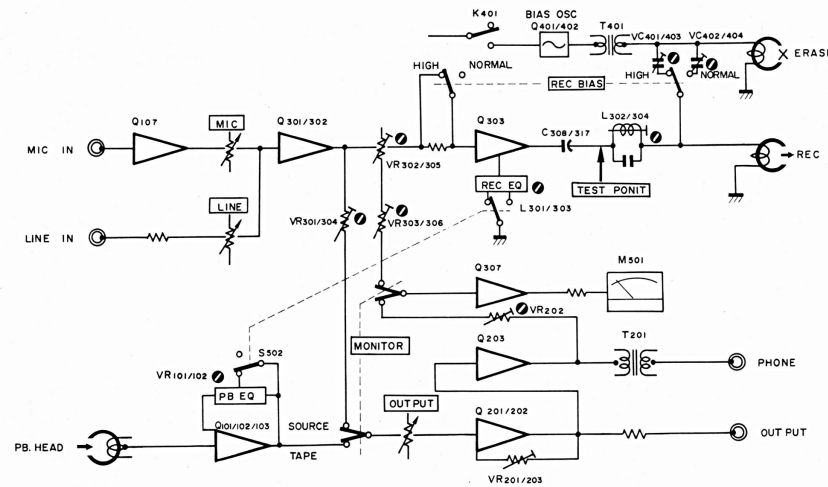 K401
BIAS OSC
Q401/402
T401
VC401/403
VC402/404
HIGH
NORMAL
ERASE
HIGH
NORMAL
REC BIAS
Q107
MIC
Q301/302
Q303
C308/317
L302/304
MIC IN
VR302/305
REC
TEST PONIT
REC EQ
LINE
VR301/304
VR303/306
L301/303
LINE IN
M501
Q307
VR202
MONITOR
Q203
T201
S502
VR101/102
PHONE
PB EQ
OUTPUT
Q101/102/103
SOURCE
Q 201/202
PB. HEAD
TAPE
OUTPUT
VR201/203